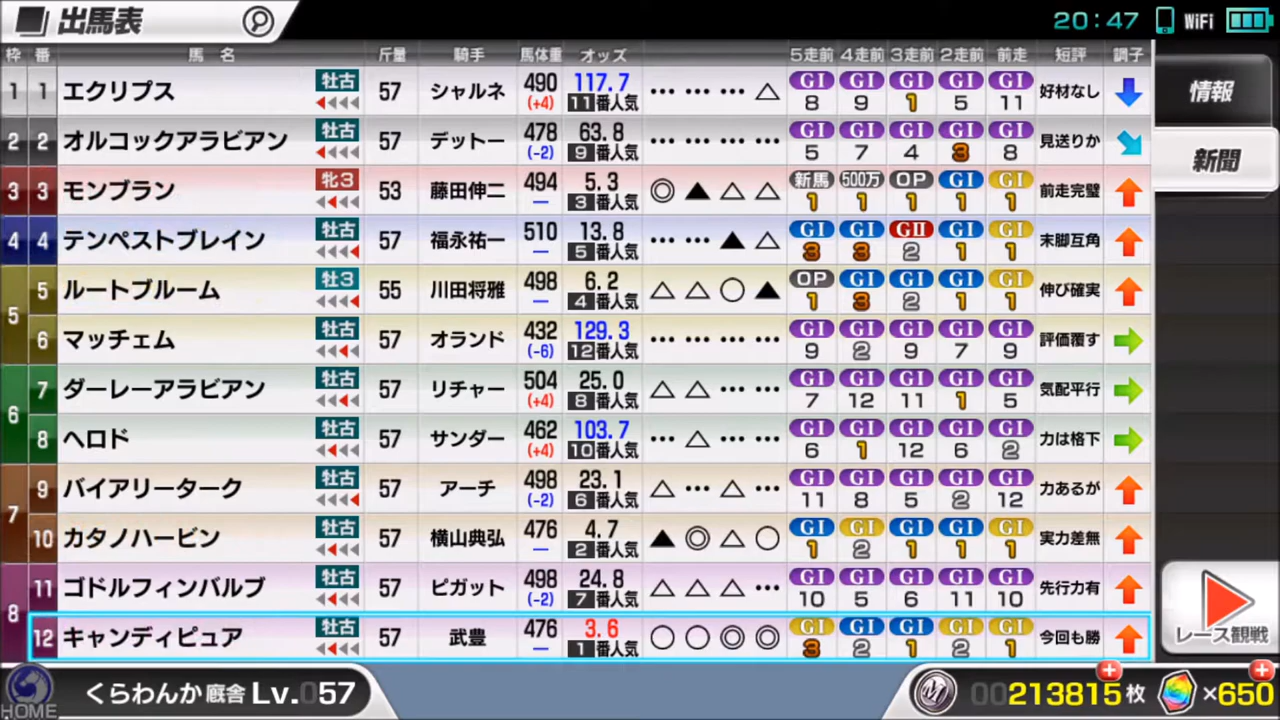 出馬表
20:47 WiFi
枠 番 馬名 斤量 騎手 馬体重 オッズ 5走前 4走前 3走前 2走前 前走 短評 調子
1 1 エクリプス 牡古 57 シャルネ 490 (+4) 117.7 11番人気 … … … △ GI 8 GI 9 GI 1 GI 5 GI 11 好材なし
2 2 オルコックアラビアン 牡古 57 デットー 478 (-2) 63.8 9番人気 … … … … GI 5 GI 7 GI 4 GI 3 GI 8 見送りか
3 3 モンブラン 牝3 53 藤田伸二 494 － 5.3 3番人気 ◎ ▲ △ △ 新馬 1 500万 1 OP 1 GI 1 GI 1 前走完璧
4 4 テンペストブレイン 牡古 57 福永祐一 510 － 13.8 5番人気 … … ▲ △ GI 3 GI 3 GII 2 GI 1 GI 1 末脚互角
5 5 ルートブルーム 牡3 55 川田将雅 498 － 6.2 4番人気 △ △ ○ ▲ OP 1 GI 3 GI 2 GI 1 GI 1 伸び確実
6 マッチェム 牡古 57 オランド 432 (-6) 129.3 12番人気 … … … … GI 9 GI 2 GI 9 GI 7 GI 9 評価覆す
6 7 ダーレーアラビアン 牡古 57 リチャー 504 (+4) 25.0 8番人気 △ △ … … GI 7 GI 12 GI 11 GI 1 GI 5 気配平行
8 ヘロド 牡古 57 サンダー 462 (+4) 103.7 10番人気 … △ … … GI 6 GI 1 GI 12 GI 6 GI 2 力は格下
7 9 バイアリーターク 牡古 57 アーチ 498 (-2) 23.1 6番人気 △ … △ … GI 11 GI 8 GI 5 GI 2 GI 12 力あるが
10 カタノハービン 牡古 57 横山典弘 476 － 4.7 2番人気 ▲ ◎ △ ○ GI 1 GI 2 GI 1 GI 1 GI 1 実力差無
8 11 ゴドルフィンバルブ 牡古 57 ピガット 498 (-2) 24.8 7番人気 △ △ △ … GI 10 GI 5 GI 6 GI 11 GI 10 先行力有
12 キャンディピュア 牡古 57 武豊 476 － 3.6 1番人気 ○ ○ ◎ ◎ GI 3 GI 2 GI 1 GI 2 GI 1 今回も勝
情報
新聞
レース観戦
HOME くらわんか厩舎 Lv.057 M 00213815枚 ×650